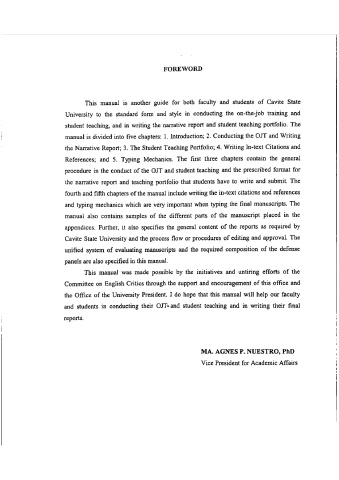 FOREWORD
This manual is another guide for both faculty and students of Cavite State
University to the standard form and style in conducting the on-the-job training and
student teaching, and in writing the narrative report and student teaching portfolio. The
manual is divided into five chapters: 1. Introduction; 2. Conducting the OJT and Writing
the Narrative Report; 3. The Student Teaching Portfolio; 4. Writing In-text Citations and
References; and 5. Typing Mechanics. The first three chapters contain the general
procedure in the conduct of the OJT and student teaching and the prescribed format for
the narrative report and teaching portfolio that students have to write and submit. The
fourth and fifth chapters of the manual include writing the in-text citations and references
and typing mechanics which are very important when typing the final manuscripts. The
manual also contains samples of the different parts of the manuscript placed in the
appendices. Further, it also specifies the general content of the reports as required by
Cavite State University and the process flow or procedures of editing and approval. The
unified system of evaluating manuscripts and the required composition of the defense
panels are also specified in this manual.
This manual was made possible by the initiatives and untiring efforts of the
Committee on English Critics through the support and encouragement of this office and
the Office of the University President. I do hope that this manual will help our faculty
and students in conducting their OJT and student teaching and in writing their final
reports.
MA. AGNES P. NUESTRO, PhD
Vice President for Academic Affairs